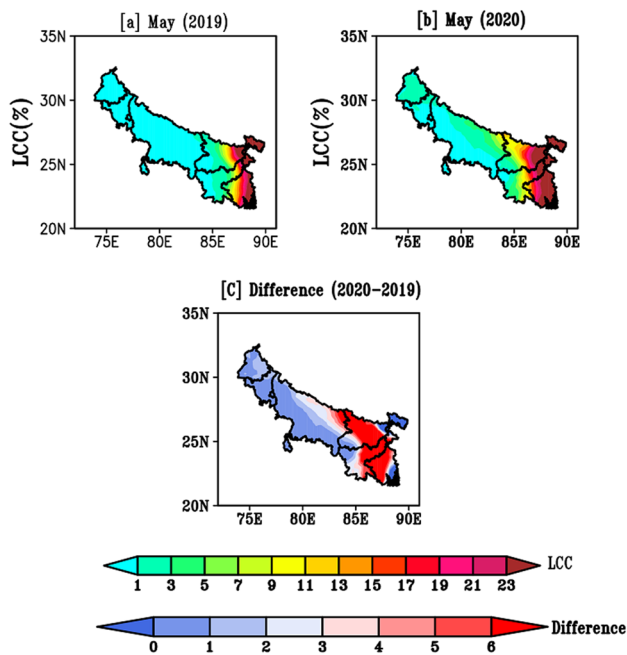 [a] May (2019)
[b] May (2020)
35N
30N
25N
20N
LCC(%)
75E 80E 85E 90E
35N
30N
25N
20N
LCC(%)
75E 80E 85E 90E
[C] Difference (2020-2019)
35N
30N
25N
20N
75E 80E 85E 90E
LCC
1 3 5 7 9 11 13 15 17 19 21 23
Difference
0 1 2 3 4 5 6